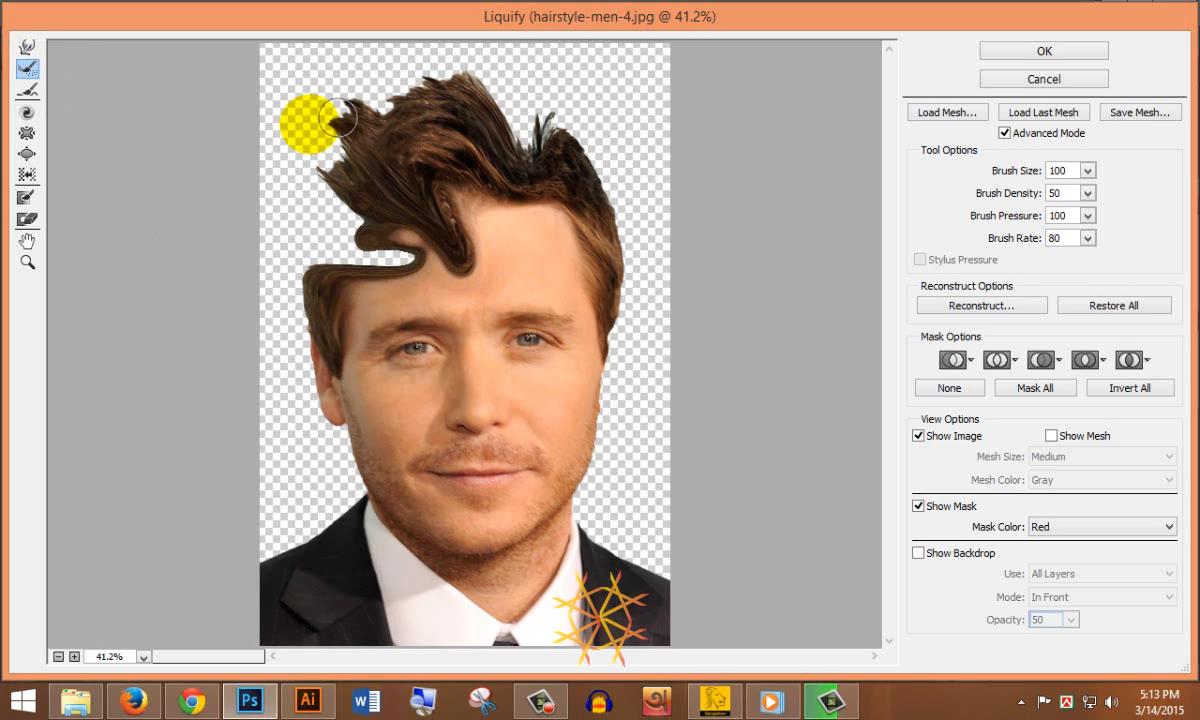 Liquify (hairstyle-men-4.jpg @ 41.2%)
OK
Cancel
Load Mesh...
Load Last Mesh
Save Mesh...
Advanced Mode
Tool Options
Brush Size: 100
Brush Density: 50
Brush Pressure: 100
Brush Rate: 80
Stylus Pressure
Reconstruct Options
Reconstruct...
Restore All
Mask Options
None
Mask All
Invert All
View Options
Show Image
Show Mesh
Mesh Size: Medium
Mesh Color: Gray
Show Mask
Mask Color: Red
Show Backdrop
Use: All Layers
Mode: In Front
Opacity: 50
41.2%
Ps
Ai
W
5:13 PM
3/14/2015